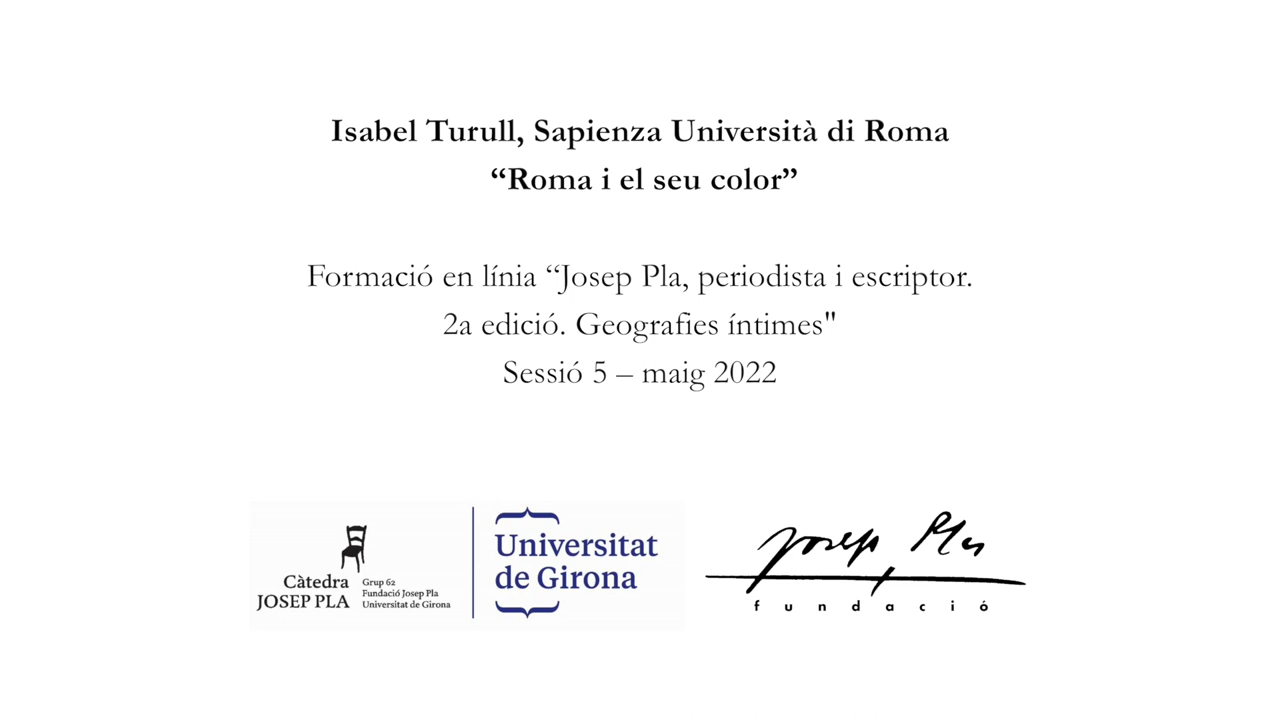 Isabel Turull, Sapienza Università di Roma
“Roma i el seu color”
Formació en línia “Josep Pla, periodista i escriptor.
2a edició. Geografies íntimes"
Sessió 5 – maig 2022
Càtedra
JOSEP PLA
Grup 62
Fundació Josep Pla
Universitat de Girona
Universitat
de Girona
Josep Pla
fundació